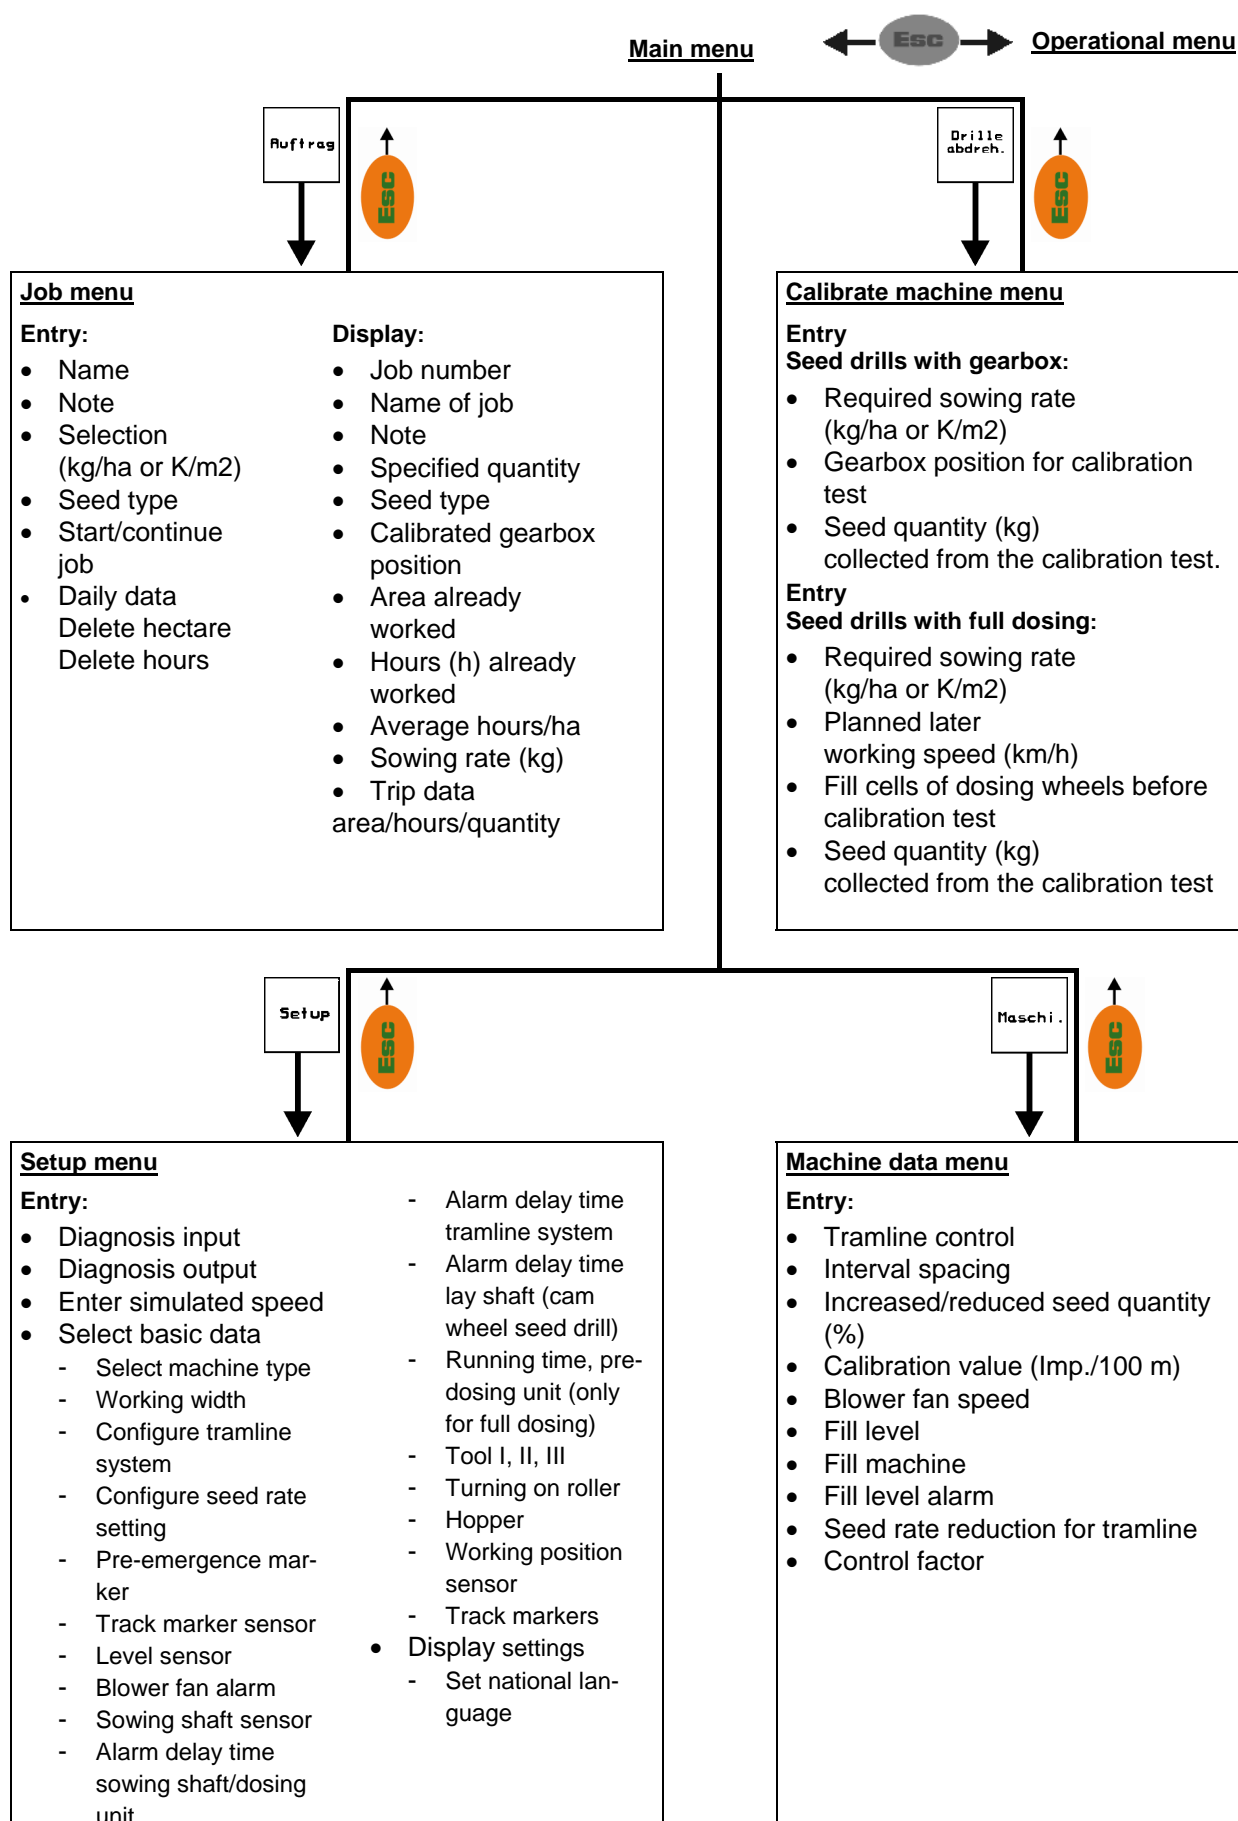 Main menu
Esc
Operational menu
Auftrag
Esc
Drille
abdreh.
Esc
Job menu
Entry:
• Name
• Note
• Selection
(kg/ha or K/m2)
• Seed type
• Start/continue
job
• Daily data
Delete hectare
Delete hours
Display:
• Job number
• Name of job
• Note
• Specified quantity
• Seed type
• Calibrated gearbox
position
• Area already
worked
• Hours (h) already
worked
• Average hours/ha
• Sowing rate (kg)
• Trip data
area/hours/quantity
Calibrate machine menu
Entry
Seed drills with gearbox:
• Required sowing rate
(kg/ha or K/m2)
• Gearbox position for calibration
test
• Seed quantity (kg)
collected from the calibration test.
Entry
Seed drills with full dosing:
• Required sowing rate
(kg/ha or K/m2)
• Planned later
working speed (km/h)
• Fill cells of dosing wheels before
calibration test
• Seed quantity (kg)
collected from the calibration test
Setup
Esc
Maschi.
Esc
Setup menu
Entry:
• Diagnosis input
• Diagnosis output
• Enter simulated speed
• Select basic data
- Select machine type
- Working width
- Configure tramline
system
- Configure seed rate
setting
- Pre-emergence mar-
ker
- Track marker sensor
- Level sensor
- Blower fan alarm
- Sowing shaft sensor
- Alarm delay time
sowing shaft/dosing
unit
- Alarm delay time
tramline system
- Alarm delay time
lay shaft (cam
wheel seed drill)
- Running time, pre-
dosing unit (only
for full dosing)
- Tool I, II, III
- Turning on roller
- Hopper
- Working position
sensor
- Track markers
• Display settings
- Set national lan-
guage
Machine data menu
Entry:
• Tramline control
• Interval spacing
• Increased/reduced seed quantity
(%)
• Calibration value (Imp./100 m)
• Blower fan speed
• Fill level
• Fill machine
• Fill level alarm
• Seed rate reduction for tramline
• Control factor